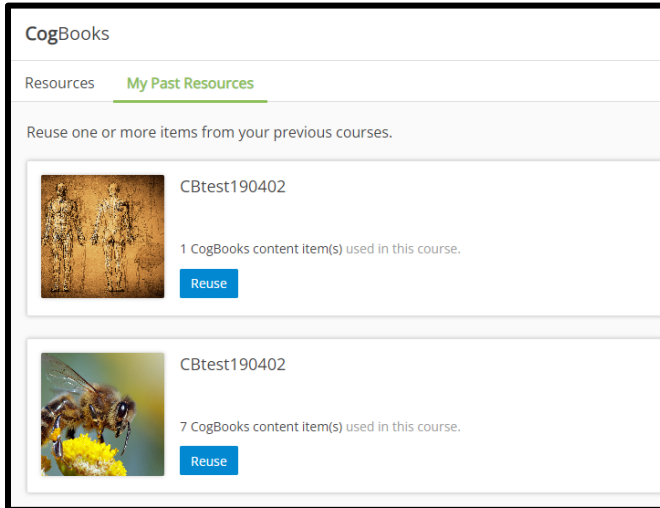 CogBooks
Resources My Past Resources
Reuse one or more items from your previous courses.
CBtest190402
1 CogBooks content item(s) used in this course.
Reuse
CBtest190402
7 CogBooks content item(s) used in this course.
Reuse